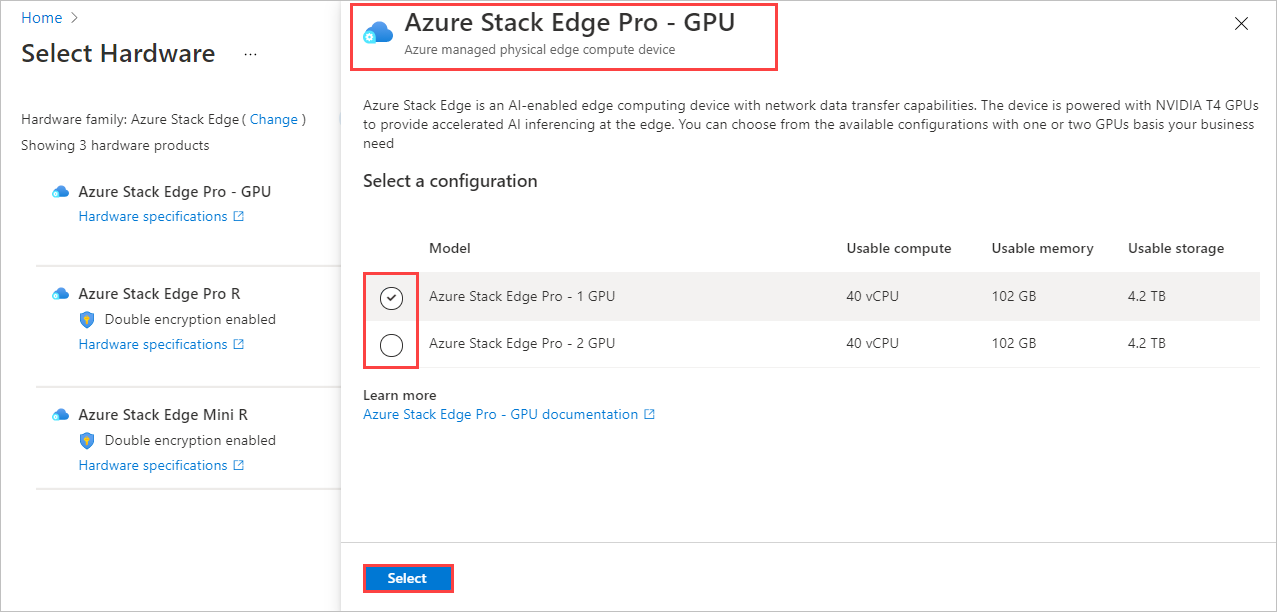 Home
Select Hardware ...
Hardware family: Azure Stack Edge ( Change )
Showing 3 hardware products
Azure Stack Edge Pro - GPU
Hardware specifications
Azure Stack Edge Pro R
Double encryption enabled
Hardware specifications
Azure Stack Edge Mini R
Double encryption enabled
Hardware specifications
Azure Stack Edge Pro - GPU
Azure managed physical edge compute device
Azure Stack Edge is an AI-enabled edge computing device with network data transfer capabilities. The device is powered with NVIDIA T4 GPUs
to provide accelerated AI inferencing at the edge. You can choose from the available configurations with one or two GPUs basis your business
need
Select a configuration
Model Usable compute Usable memory Usable storage
Azure Stack Edge Pro - 1 GPU 40 vCPU 102 GB 4.2 TB
Azure Stack Edge Pro - 2 GPU 40 vCPU 102 GB 4.2 TB
Learn more
Azure Stack Edge Pro - GPU documentation
Select